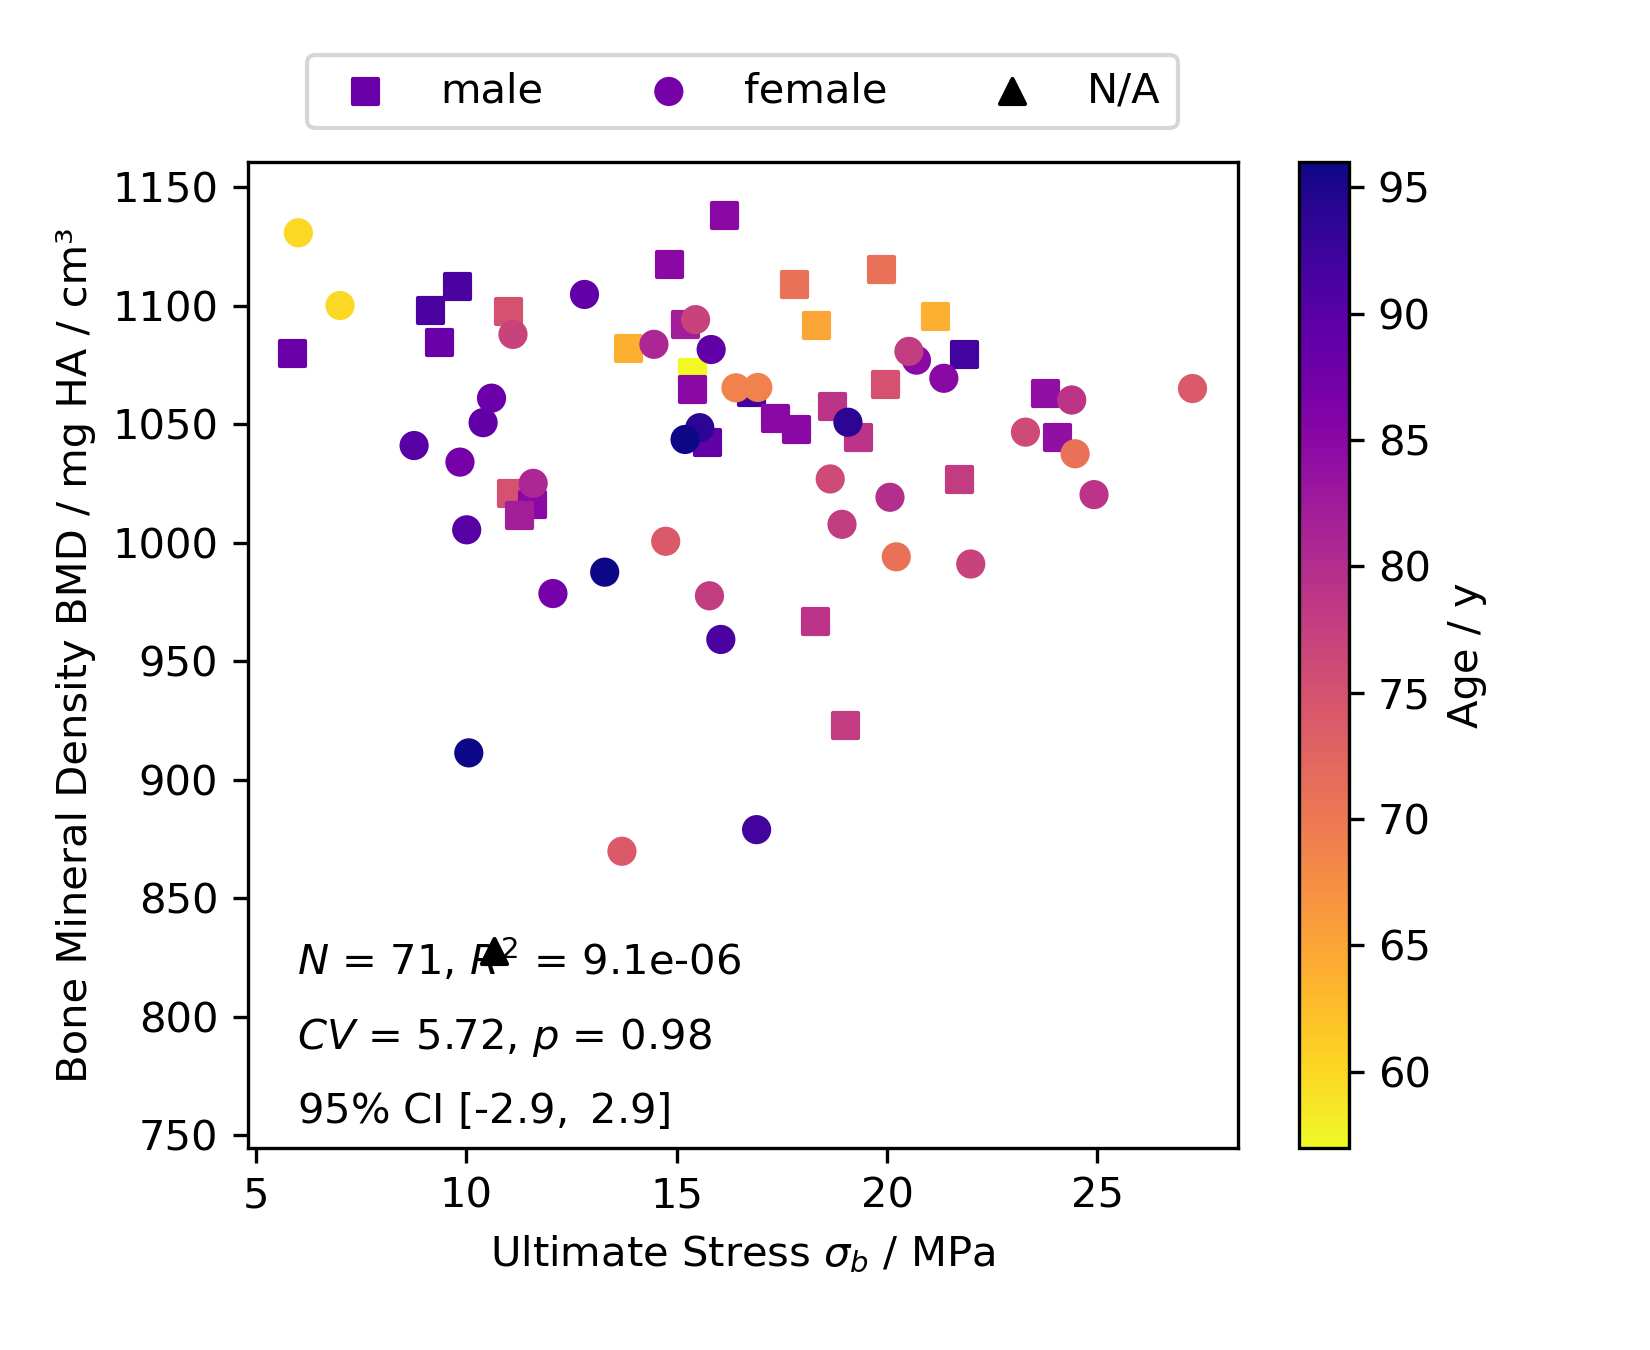 male female N/A
1150
1100
1050
1000
950
900
850
800
750
Bone Mineral Density BMD / mg HA / cm³
N = 71, R² = 9.1e-06
CV = 5.72, p = 0.98
95% CI [-2.9, 2.9]
5 10 15 20 25
Ultimate Stress σ_b / MPa
95
90
85
80
75
70
65
60
Age / y